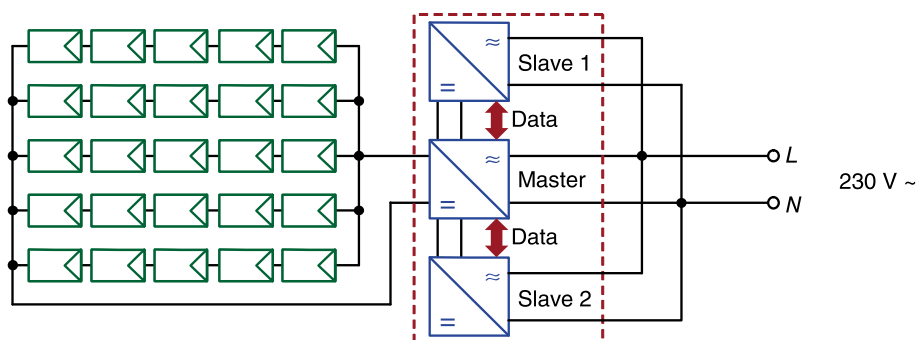 Slave 1
Data
Master
Data
Slave 2
L
N
230 V ~